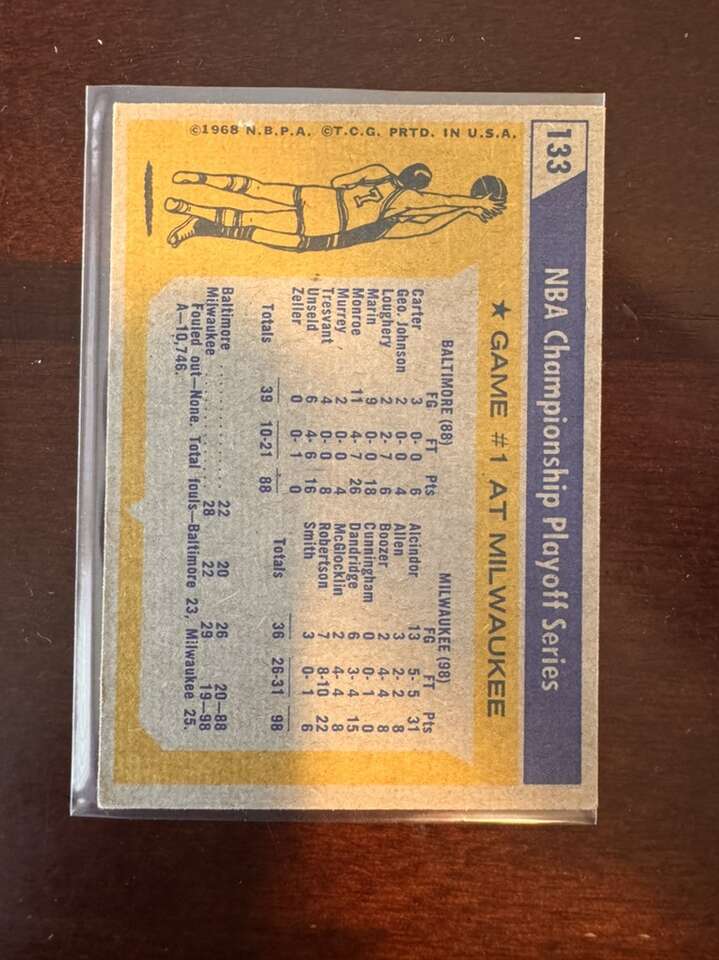 133
NBA Championship Playoff Series
★ GAME #1 AT MILWAUKEE
BALTIMORE (88)
FG FT Pts
Carter 3 0- 0 6
Geo. Johnson 2 0- 0 4
Loughery 2 2- 7 6
Marin 9 0- 0 18
Monroe 11 4- 7 26
Murrey 2 0- 0 4
Tresvant 4 0- 0 8
Unseld 6 4- 6 16
Zeller 0 0- 1 0
Totals 39 10-21 88
MILWAUKEE (98)
FG FT Pts
Alcindor 13 5- 5 31
Allen 3 2- 2 8
Boozer 2 4- 4 8
Cunningham 0 0- 1 0
Dandridge 6 3- 4 15
McGlocklin 2 4- 4 8
Robertson 7 8-10 22
Smith 3 0- 1 6
Totals 36 26-31 98
Baltimore .......... 22 20 26 20—88
Milwaukee .......... 28 22 29 19—98
Fouled out—None. Total fouls—Baltimore 23, Milwaukee 25.
A—10,746.
1
©1968 N.B.P.A. ©T.C.G. PRTD. IN U.S.A.